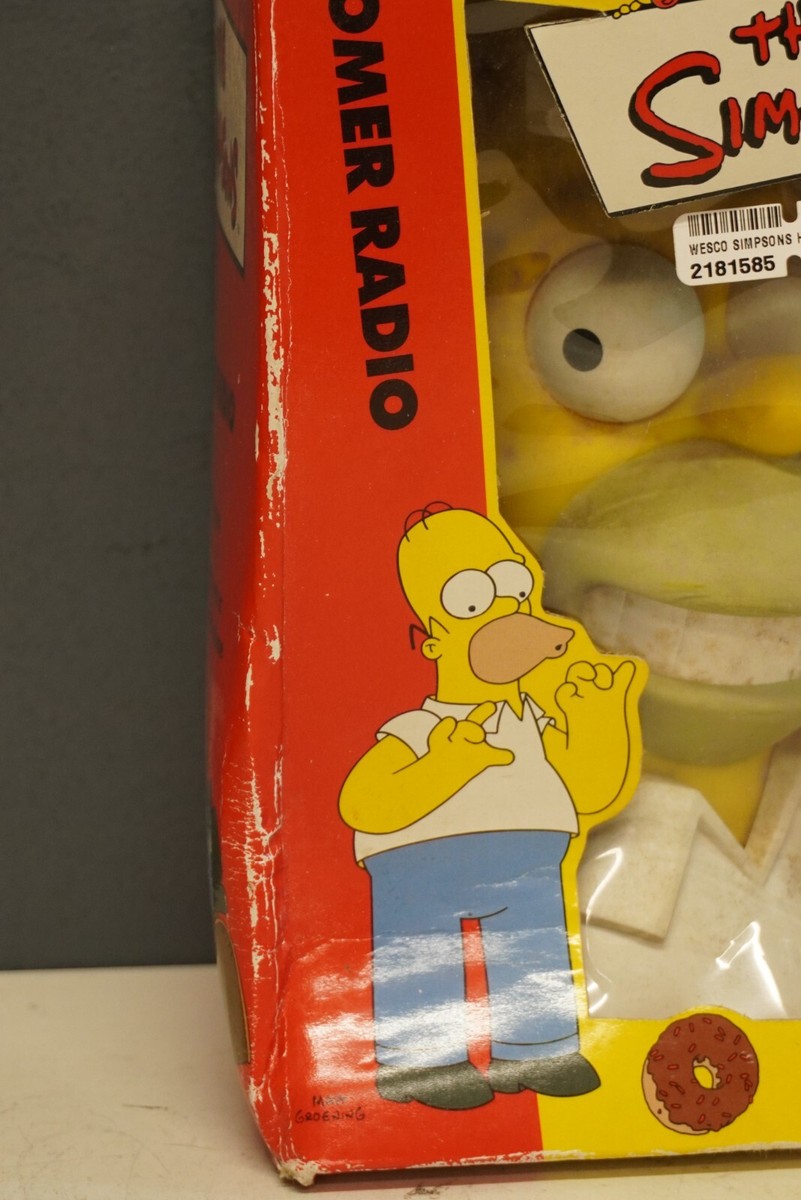 OMER RADIO
TH
SIM
WESCO SIMPSONS H
2181585
MATT
GROENING